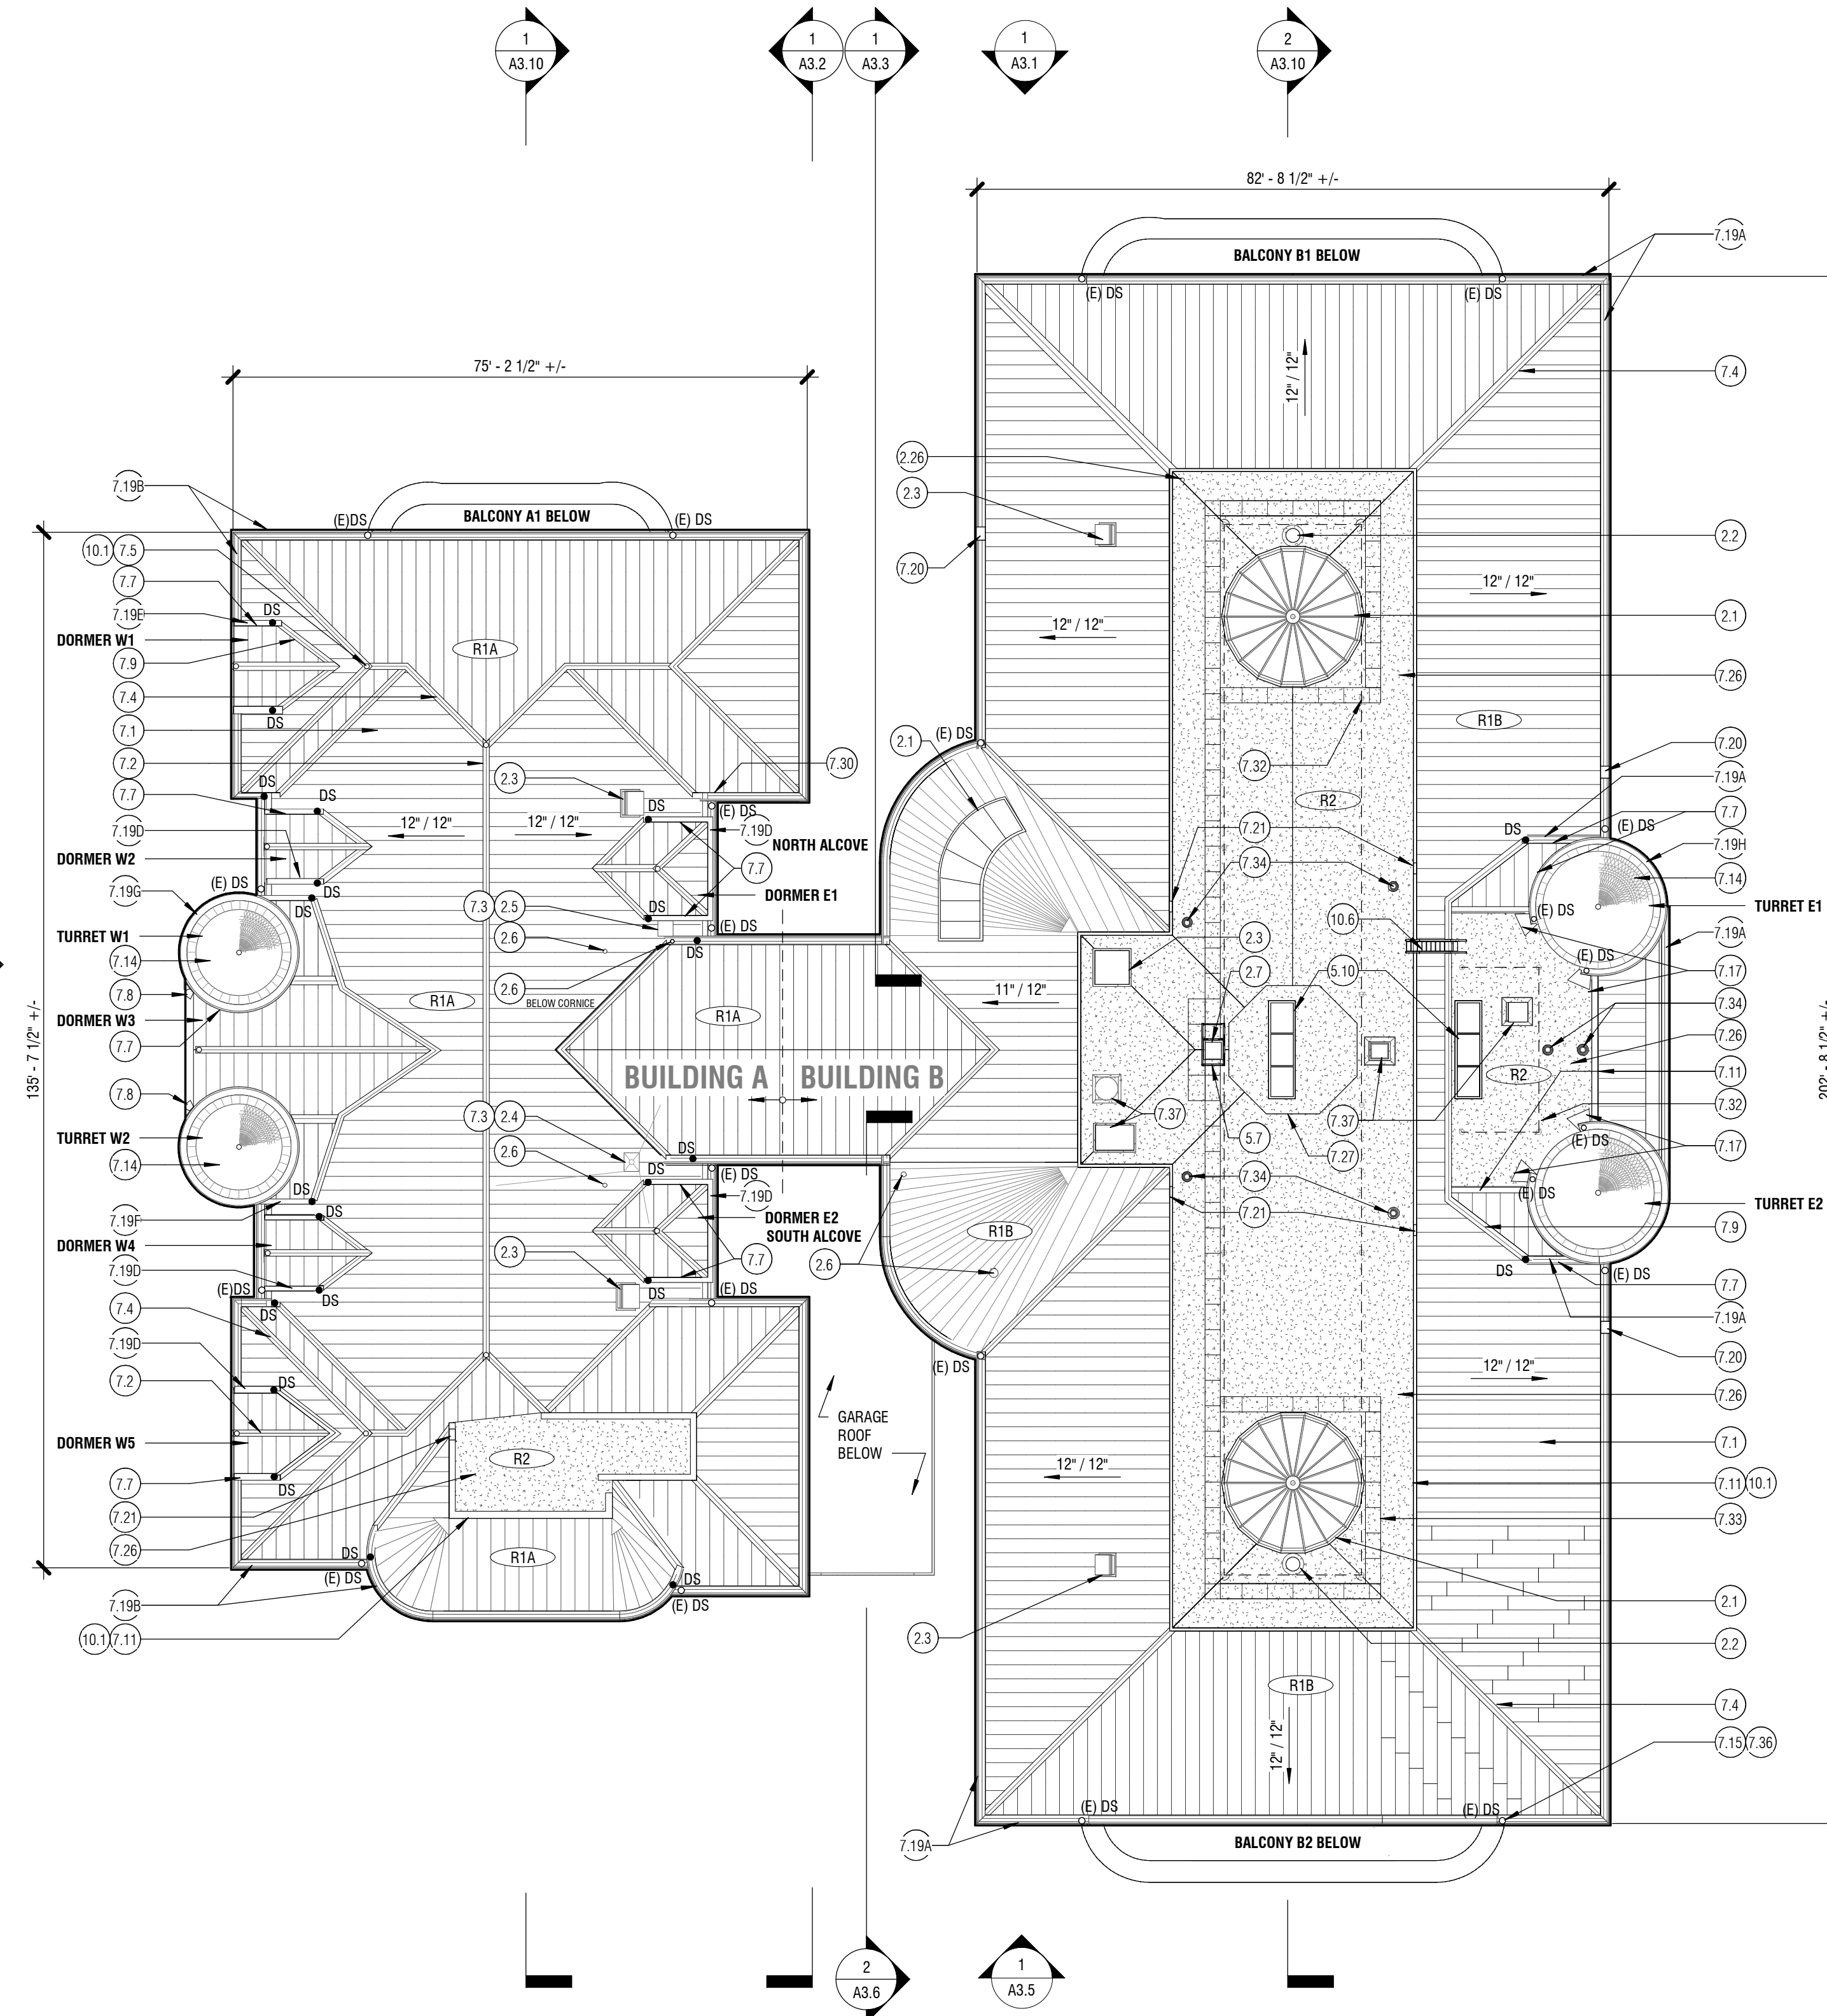 1
A3.10
1
A3.2
1
A3.3
1
A3.1
2
A3.10
82' - 8 1/2" +/-
7.19A
BALCONY B1 BELOW
(E) DS
(E) DS
75' - 2 1/2" +/-
12" / 12"
7.4
2.26
2.3
7.19B
(E)DS
BALCONY A1 BELOW
(E) DS
10.1
7.5
7.20
2.2
7.7
12" / 12"
7.19E
DS
2.1
DORMER W1
12" / 12"
R1A
7.9
7.26
7.4
DS
R1B
7.1
2.1
(E) DS
7.20
7.2
7.30
7.32
7.19A
2.3
DS
DS
R2
7.7
DS
(E) DS
7.7
12" / 12"
12" / 12"
7.21
DS
(E) DS
7.19D
7.19D
NORTH ALCOVE
7.19H
DORMER W2
7.7
7.34
7.14
(E) DS
7.19G
DORMER E1
DS
7.3
2.5
DS
10.6
(E) DS
TURRET E1
TURRET W1
2.6
(E) DS
2.3
7.19A
7.14
(E) DS
2.7
5.10
7.17
7.8
2.6
BELOW CORNICE
R1A
11" / 12"
7.34
R1A
DORMER W3
7.26
7.7
R2
7.11
BUILDING A
BUILDING B
7.8
7.3
2.4
7.37
7.37
7.32
135' - 7 1/2" +/-
202' - 8 1/2" +/-
TURRET W2
2.6
DS
5.7
7.27
(E) DS
7.17
7.14
DS
(E) DS
7.34
(E) DS
DS
7.19D
TURRET E2
7.19F
DS
DORMER E2
7.21
SOUTH ALCOVE
R1B
7.9
DORMER W4
2.3
7.7
2.6
7.19D
DS
(E) DS
7.7
(E)DS
DS
DS
(E) DS
7.4
DS
7.19A
7.19D
7.20
(E) DS
12" / 12"
7.2
DS
7.26
GARAGE
ROOF
BELOW
DORMER W5
R2
7.1
12" / 12"
7.7
DS
7.11
10.1
7.21
7.33
7.26
DS
R1A
(E) DS
DS
7.19B
(E) DS
2.1
10.1
7.11
2.3
2.2
R1B
7.4
12" / 12"
7.15
7.36
(E) DS
(E) DS
7.19A
BALCONY B2 BELOW
2
A3.6
1
A3.5